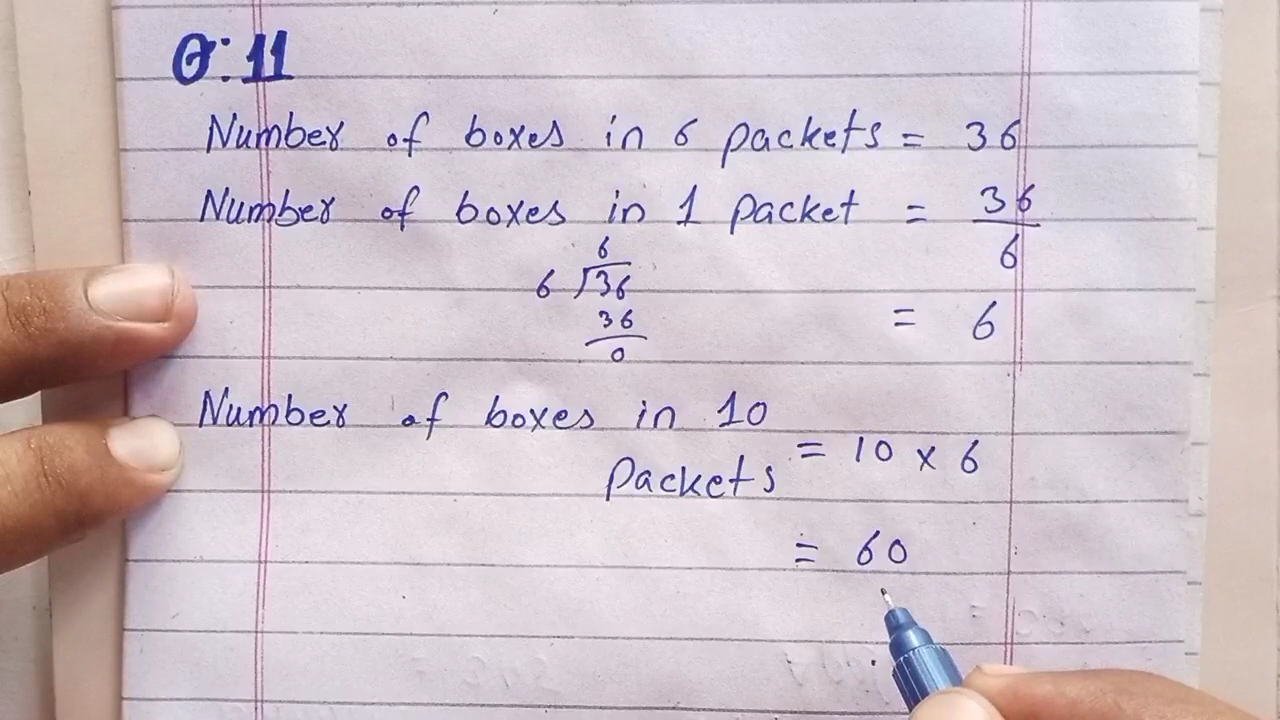 Q:11
Number of boxes in 6 packets = 36
Number of boxes in 1 packet = 36
6
6
6 36
= 6
36
0
Number of boxes in 10
packets = 10 × 6
= 60